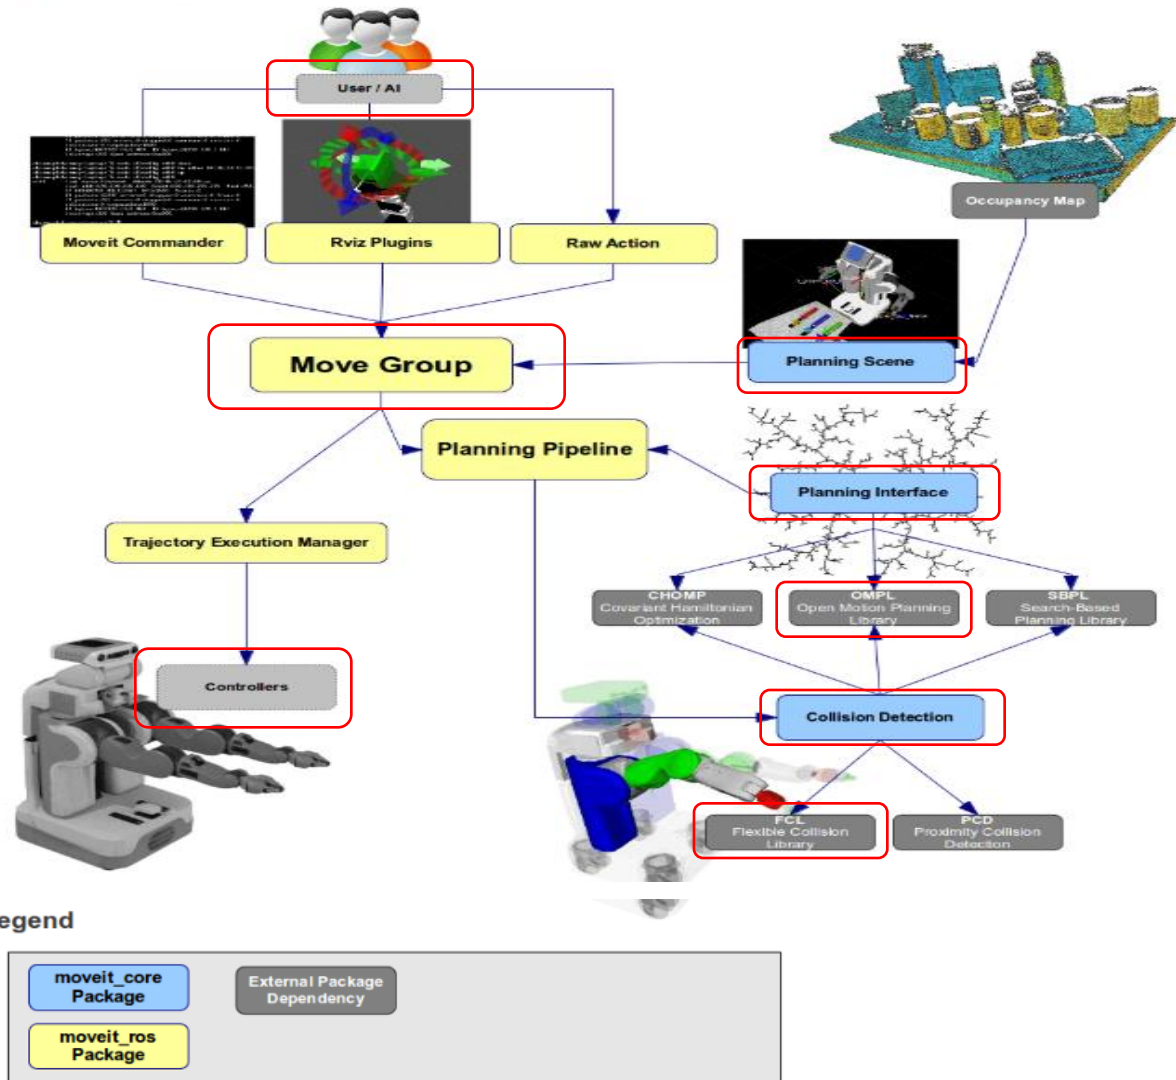 User / AI
Occupancy Map
Moveit Commander
Rviz Plugins
Raw Action
Planning Scene
Move Group
Planning Pipeline
Planning Interface
Trajectory Execution Manager
CHOMP
Covariant Hamiltonian
Optimization
OMPL
Open Motion Planning
Library
SBPL
Search-Based
Planning Library
Controllers
Collision Detection
FCL
Flexible Collision
Library
PCD
Proximity Collision
Detection
egend
moveit_core
Package
External Package
Dependency
moveit_ros
Package